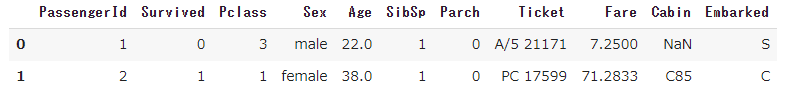 PassengerId Survived Pclass Sex Age SibSp Parch Ticket Fare Cabin Embarked
0 1 0 3 male 22.0 1 0 A/5 21171 7.2500 NaN S
1 2 1 1 female 38.0 1 0 PC 17599 71.2833 C85 C